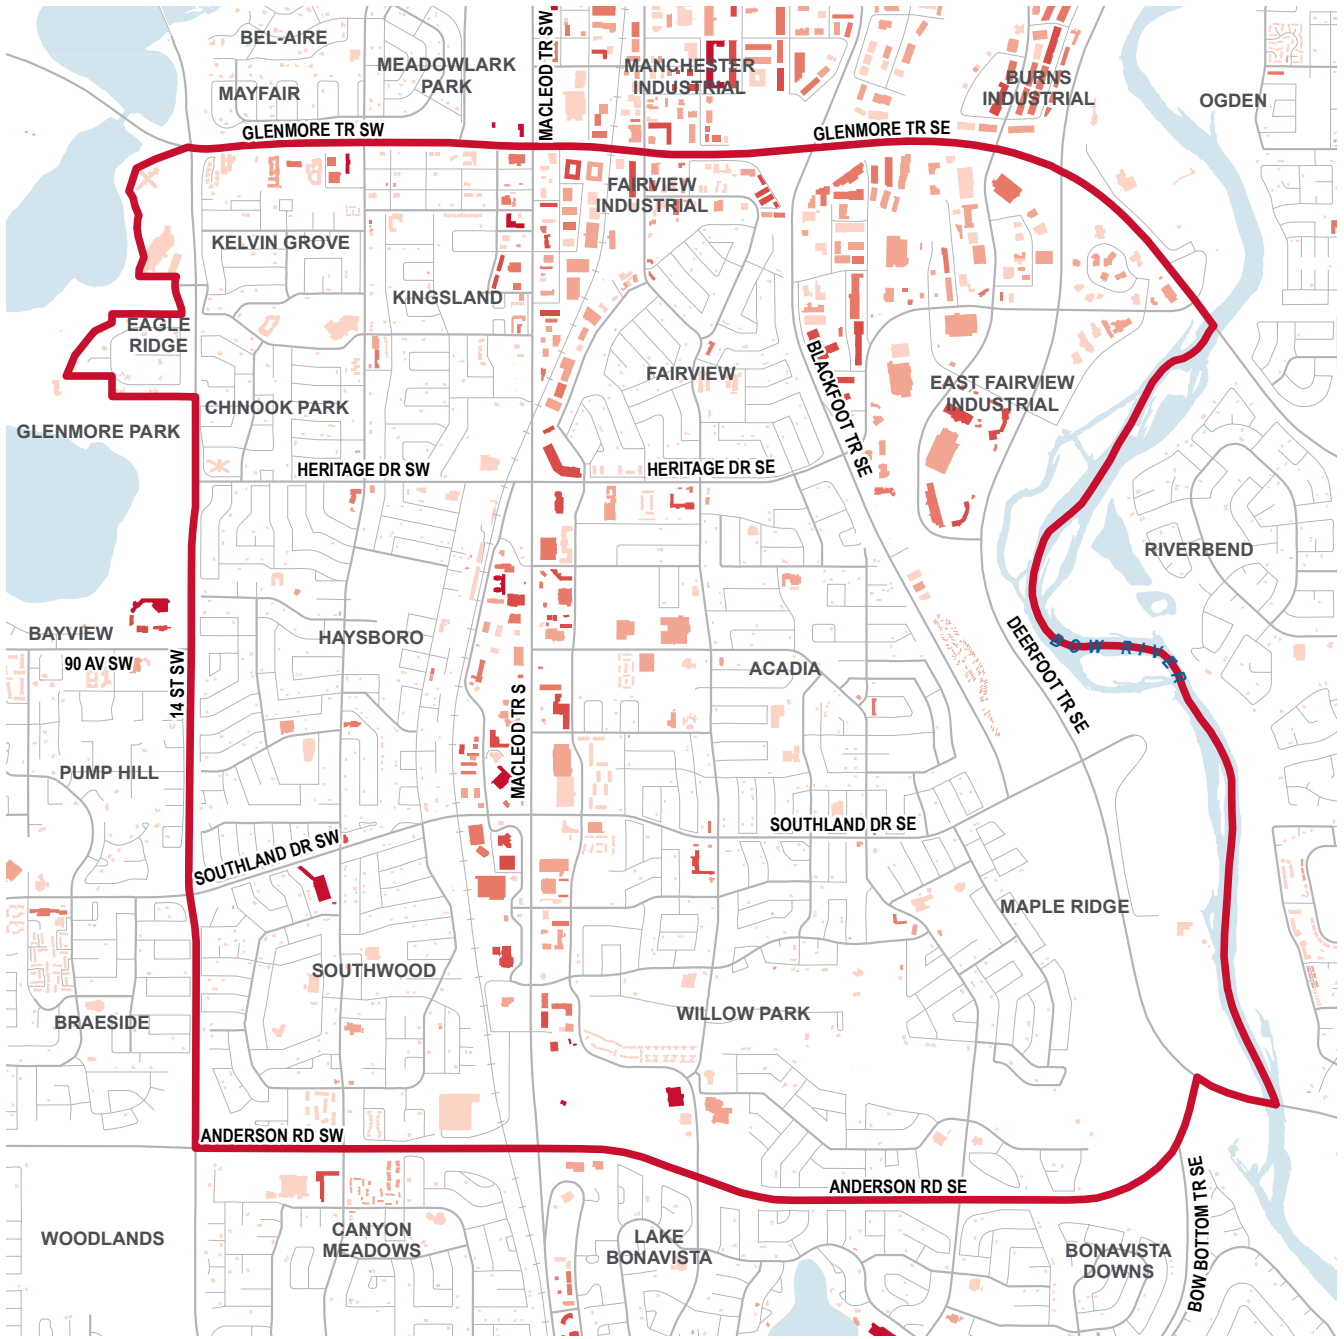 BEL-AIRE
MEADOWLARK
PARK
MAYFAIR
MACLEOD TR SW
MANCHESTER
INDUSTRIAL
BURNS
INDUSTRIAL
OGDEN
GLENMORE TR SW
GLENMORE TR SE
FAIRVIEW
INDUSTRIAL
KELVIN GROVE
KINGSLAND
EAGLE
RIDGE
FAIRVIEW
BLACKFOOT TR SE
EAST FAIRVIEW
INDUSTRIAL
CHINOOK PARK
GLENMORE PARK
HERITAGE DR SW
HERITAGE DR SE
RIVERBEND
BAYVIEW
HAYSBORO
90 AV SW
14 ST SW
ACADIA
DEERFOOT TR SE
BOW RIVER
MACLEOD TR S
PUMP HILL
SOUTHLAND DR SW
SOUTHLAND DR SE
MAPLE RIDGE
SOUTHWOOD
WILLOW PARK
BRAESIDE
ANDERSON RD SW
ANDERSON RD SE
BOW BOTTOM TR SE
WOODLANDS
CANYON
MEADOWS
LAKE
BONAVISTA
BONAVISTA
DOWNS